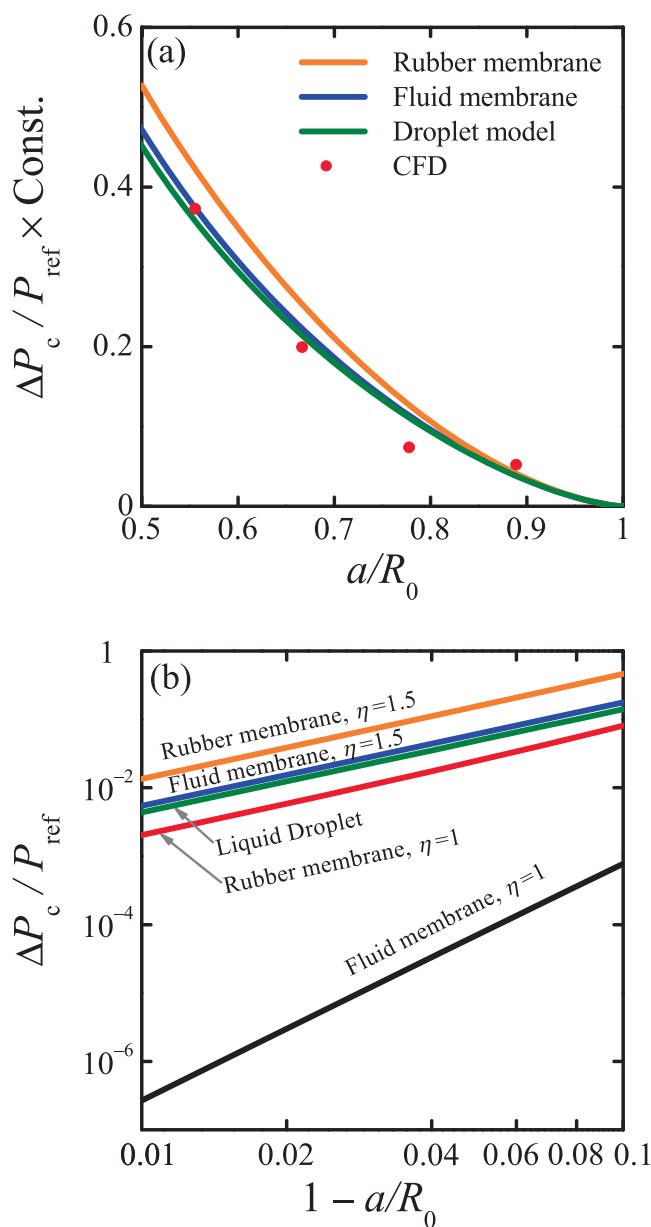 (a)
Rubber membrane
Fluid membrane
Droplet model
CFD
0.6
0.4
0.2
0
ΔP_c / P_ref × Const.
0.5 0.6 0.7 0.8 0.9 1
a/R_0
(b)
1
10^−2
10^−4
10^−6
ΔP_c / P_ref
Rubber membrane, η=1.5
Fluid membrane, η=1.5
Liquid Droplet
Rubber membrane, η=1
Fluid membrane, η=1
0.01 0.02 0.04 0.06 0.08 0.1
1 − a/R_0